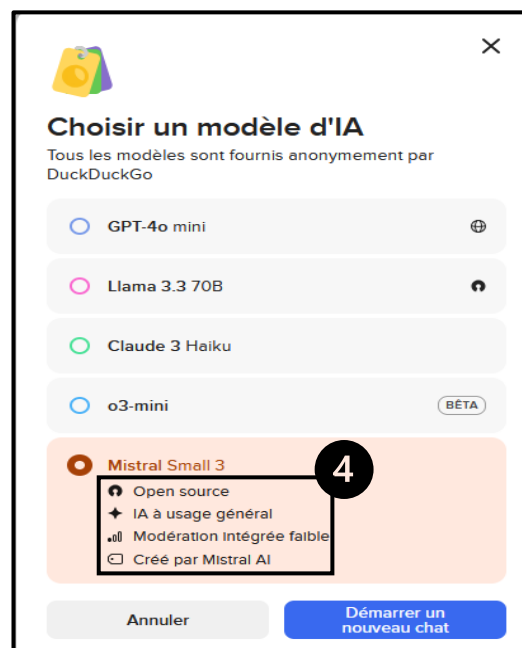 Choisir un modèle d'IA
Tous les modèles sont fournis anonymement par
DuckDuckGo
GPT-4o mini
Llama 3.3 70B
Claude 3 Haiku
o3-mini
BÊTA
Mistral Small 3
4
Open source
IA à usage général
Modération intégrée faible
Créé par Mistral AI
Annuler
Démarrer un
nouveau chat